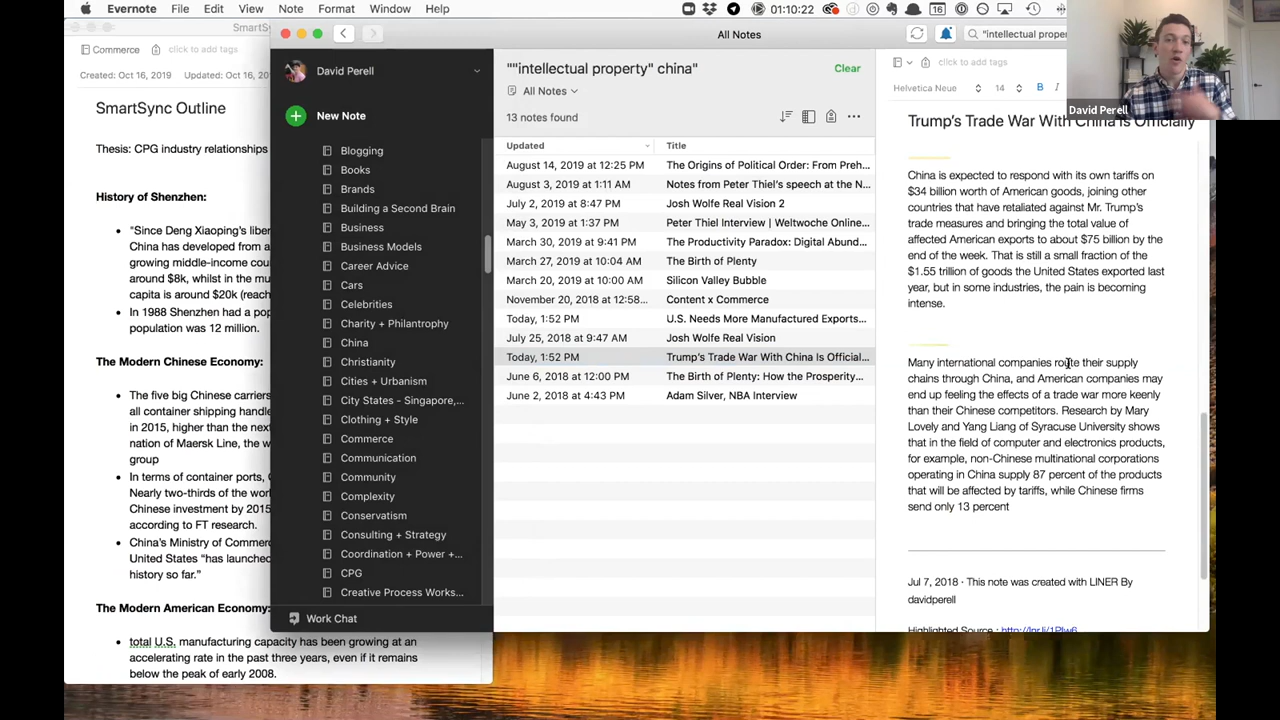 Evernote File Edit View Note Format Window Help 16 01:10:22
SmartSy
Commerce click to add tags
Created: Oct 16, 2019 Updated: Oct
SmartSync Outline
Thesis: CPG industry relationships
History of Shenzhen:
"Since Deng Xiaoping's liber
China has developed from a
growing middle-income cou
around $8k, whilst in the mu
capita is around $20k (reach
In 1988 Shenzhen had a pop
population was 12 million.
The Modern Chinese Economy:
The five big Chinese carriers
all container shipping handle
in 2015, higher than the next
nation of Maersk Line, the w
group
In terms of container ports, C
Nearly two-thirds of the worl
Chinese investment by 2015
according to FT research.
China's Ministry of Commerc
United States "has launched
history so far."
The Modern American Economy:
total U.S. manufacturing capacity has been growing at an
accelerating rate in the past three years, even if it remains
below the peak of early 2008.
David Perell
New Note
Blogging
Books
Brands
Building a Second Brain
Business
Business Models
Career Advice
Cars
Celebrities
Charity + Philanthropy
China
Christianity
Cities + Urbanism
City States - Singapore,...
Clothing + Style
Commerce
Communication
Community
Complexity
Conservatism
Consulting + Strategy
Coordination + Power +...
CPG
Creative Process Works...
Work Chat
All Notes
""intellectual property" china" Clear
All Notes
13 notes found
Updated Title
August 14, 2019 at 12:25 PM The Origins of Political Order: From Preh...
August 3, 2019 at 1:11 AM Notes from Peter Thiel's speech at the N...
July 2, 2019 at 8:47 PM Josh Wolfe Real Vision 2
May 3, 2019 at 1:37 PM Peter Thiel Interview | Weltwoche Online...
March 30, 2019 at 9:41 PM The Productivity Paradox: Digital Abund...
March 27, 2019 at 10:04 AM The Birth of Plenty
March 20, 2019 at 10:00 AM Silicon Valley Bubble
November 20, 2018 at 12:58... Content x Commerce
Today, 1:52 PM U.S. Needs More Manufactured Exports...
July 25, 2018 at 9:47 AM Josh Wolfe Real Vision
Today, 1:52 PM Trump's Trade War With China Is Official...
June 6, 2018 at 12:00 PM The Birth of Plenty: How the Prosperity...
June 2, 2018 at 4:43 PM Adam Silver, NBA Interview
"intellectual proper
click to add tags
Helvetica Neue 14 B I
David Perell
Trump's Trade War With China Is Officially
China is expected to respond with its own tariffs on
$34 billion worth of American goods, joining other
countries that have retaliated against Mr. Trump's
trade measures and bringing the total value of
affected American exports to about $75 billion by the
end of the week. That is still a small fraction of the
$1.55 trillion of goods the United States exported last
year, but in some industries, the pain is becoming
intense.
Many international companies route their supply
chains through China, and American companies may
end up feeling the effects of a trade war more keenly
than their Chinese competitors. Research by Mary
Lovely and Yang Liang of Syracuse University shows
that in the field of computer and electronics products,
for example, non-Chinese multinational corporations
operating in China supply 87 percent of the products
that will be affected by tariffs, while Chinese firms
send only 13 percent
Jul 7, 2018 · This note was created with LINER By
davidperell
Highlighted Source :